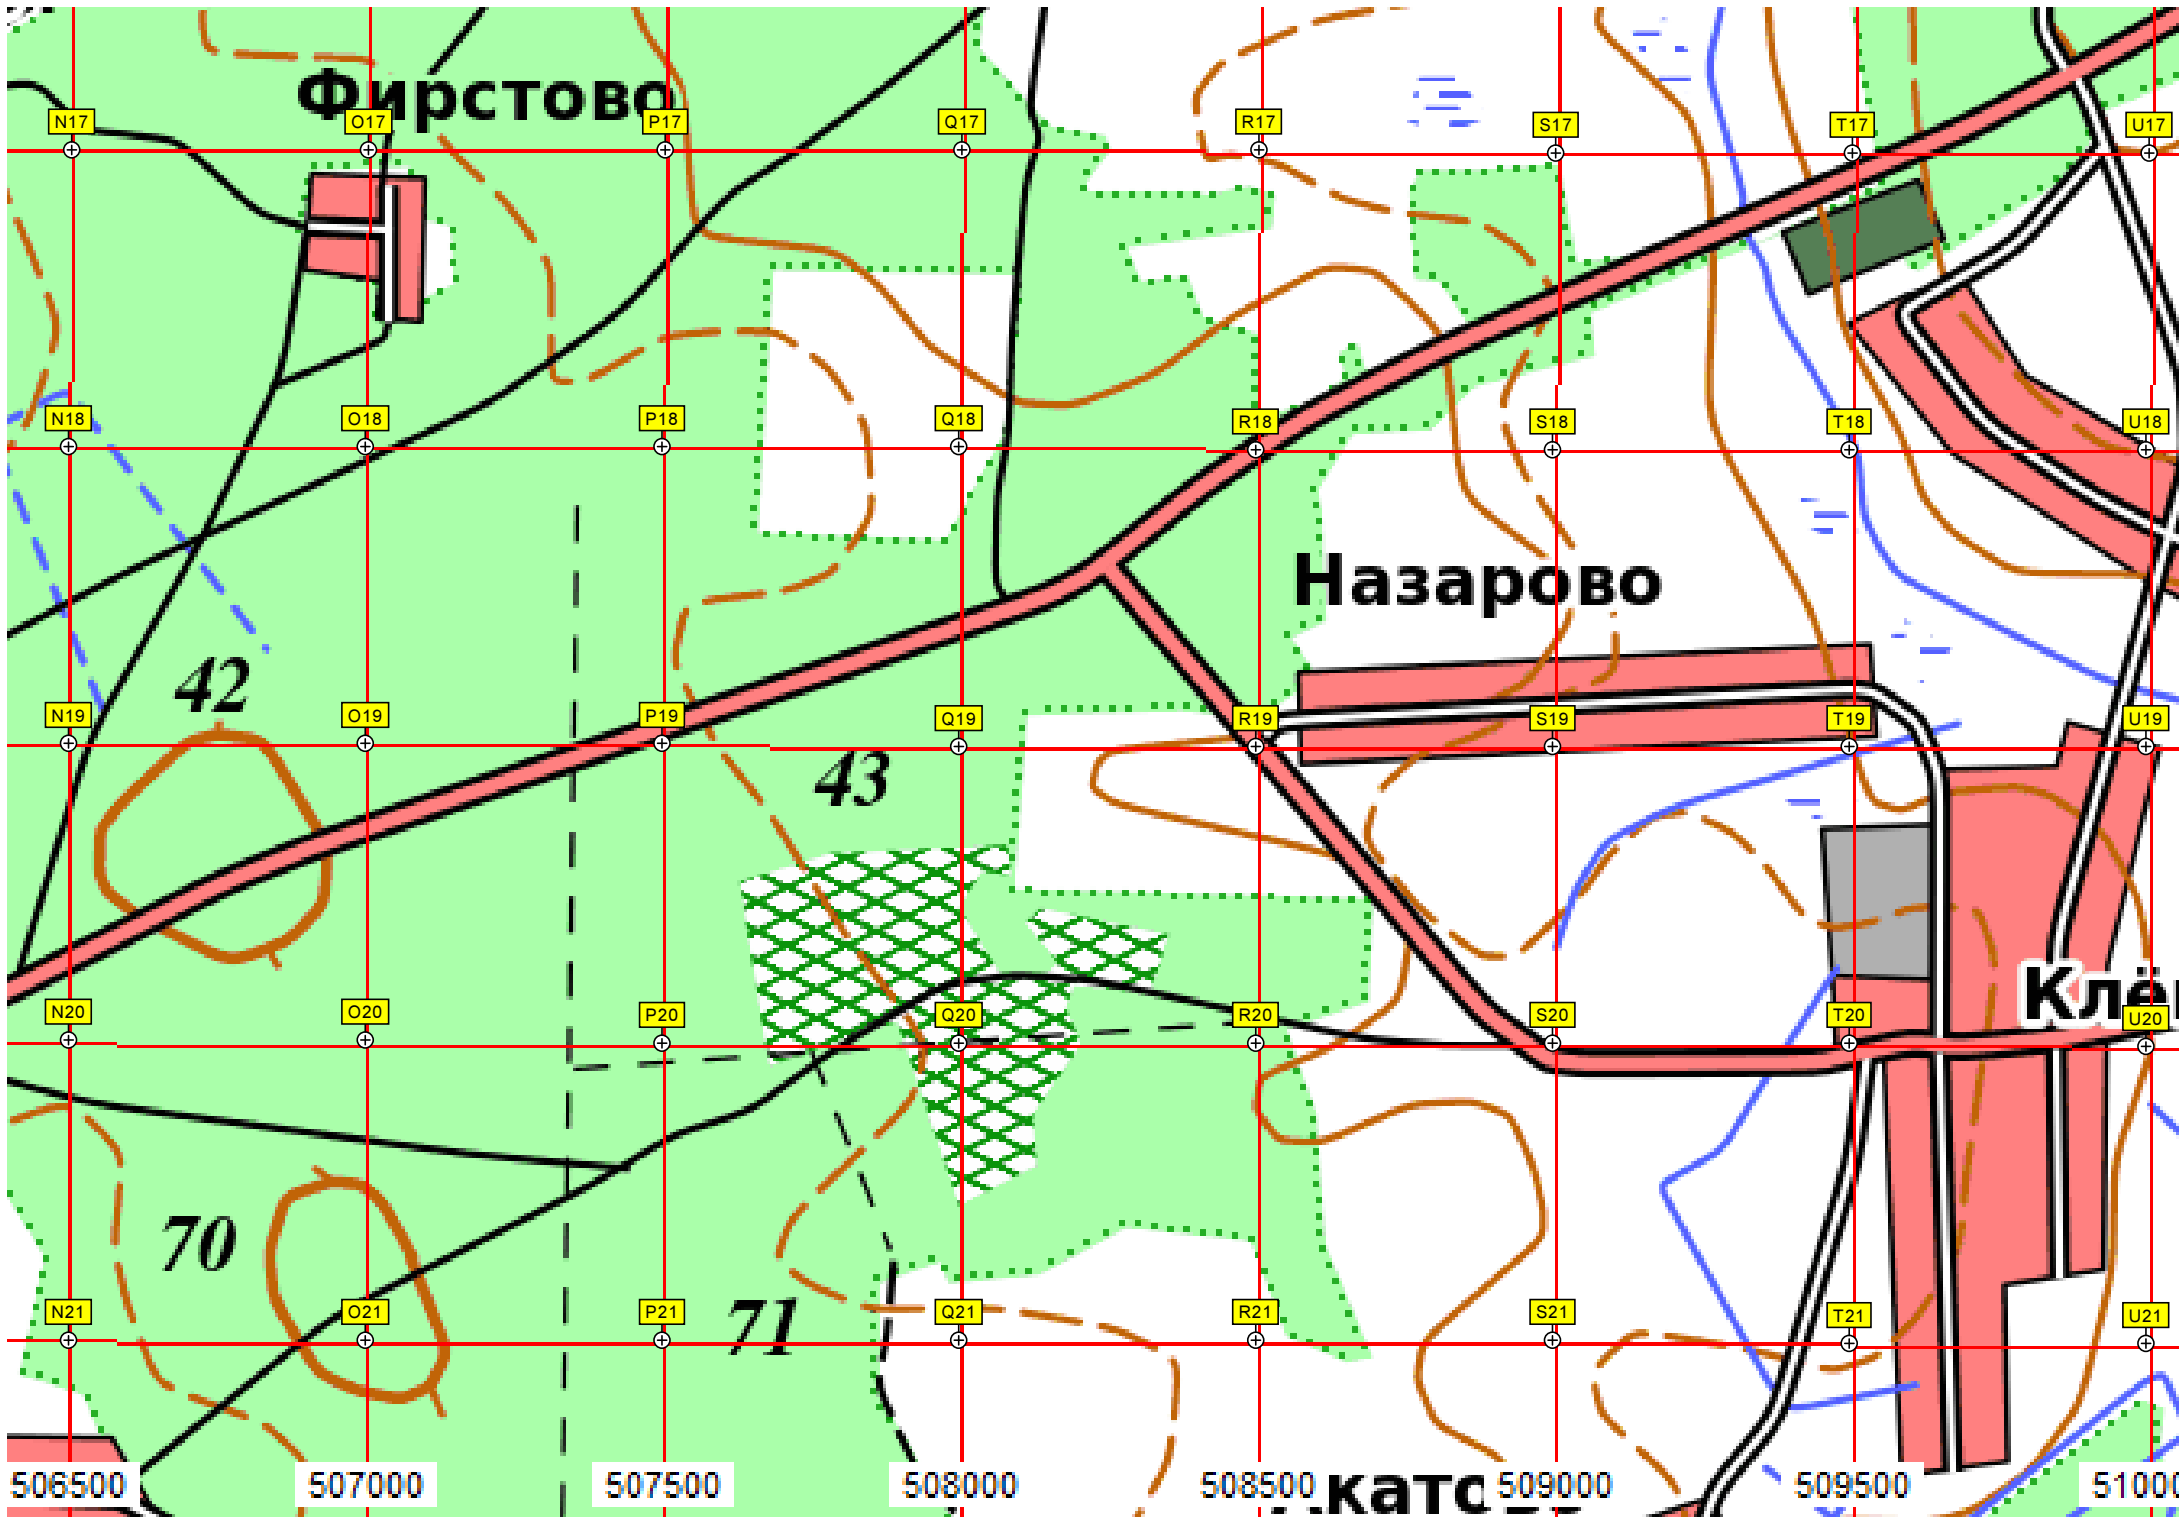 Фирстово
N17 O17 P17 Q17 R17 S17 T17 U17
N18 O18 P18 Q18 R18 S18 T18 U18
Назарово
42
N19 O19 P19 Q19 R19 S19 T19 U19
43
Клё
N20 O20 P20 Q20 R20 S20 T20 U20
70
71
N21 O21 P21 Q21 R21 S21 T21 U21
506500 507000 507500 508000 508500 509000 509500 51000